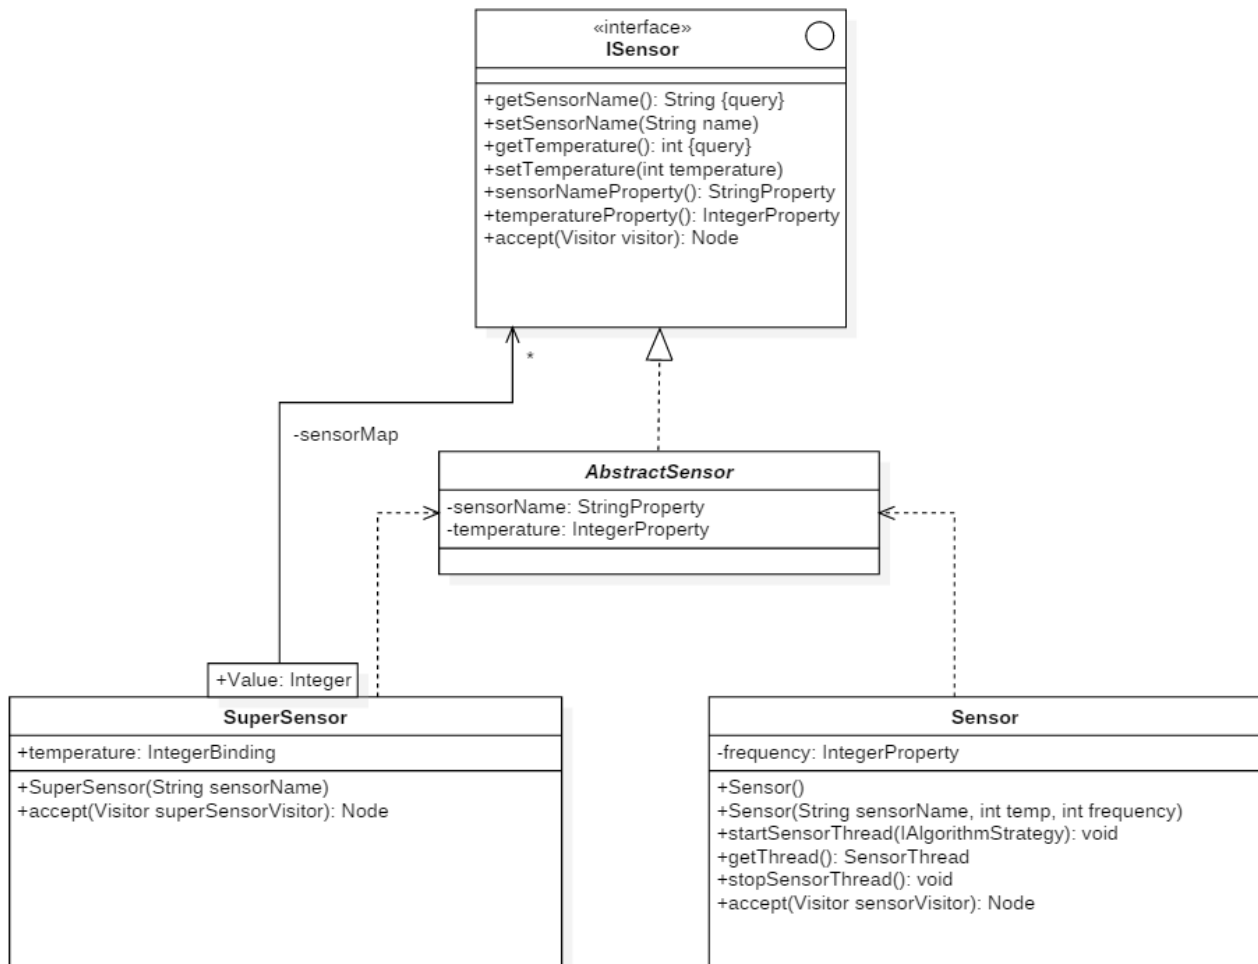 «interface»
ISensor
+getSensorName(): String {query}
+setSensorName(String name)
+getTemperature(): int {query}
+setTemperature(int temperature)
+sensorNameProperty(): StringProperty
+temperatureProperty(): IntegerProperty
+accept(Visitor visitor): Node
*
-sensorMap
AbstractSensor
-sensorName: StringProperty
-temperature: IntegerProperty
+Value: Integer
SuperSensor
+temperature: IntegerBinding
+SuperSensor(String sensorName)
+accept(Visitor superSensorVisitor): Node
Sensor
-frequency: IntegerProperty
+Sensor()
+Sensor(String sensorName, int temp, int frequency)
+startSensorThread(IAlgorithmStrategy): void
+getThread(): SensorThread
+stopSensorThread(): void
+accept(Visitor sensorVisitor): Node